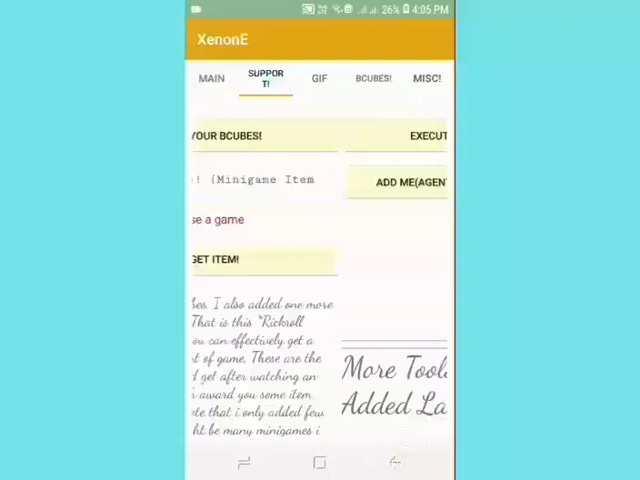 26% 4:05 PM
XenonE
MAIN
SUPPOR
T!
GIF
BCUBES!
MISC!
YOUR BCUBES!
EXECUT
s! (Minigame Item
ADD ME(AGEN
se a game
GET ITEM!
kes. I also added one more
That is this "Rickroll
ou can effectively get a
t of game. These are the
d get after watching an
award you some item
te that i only added few
ht be many minigames i
More Tool
Added La